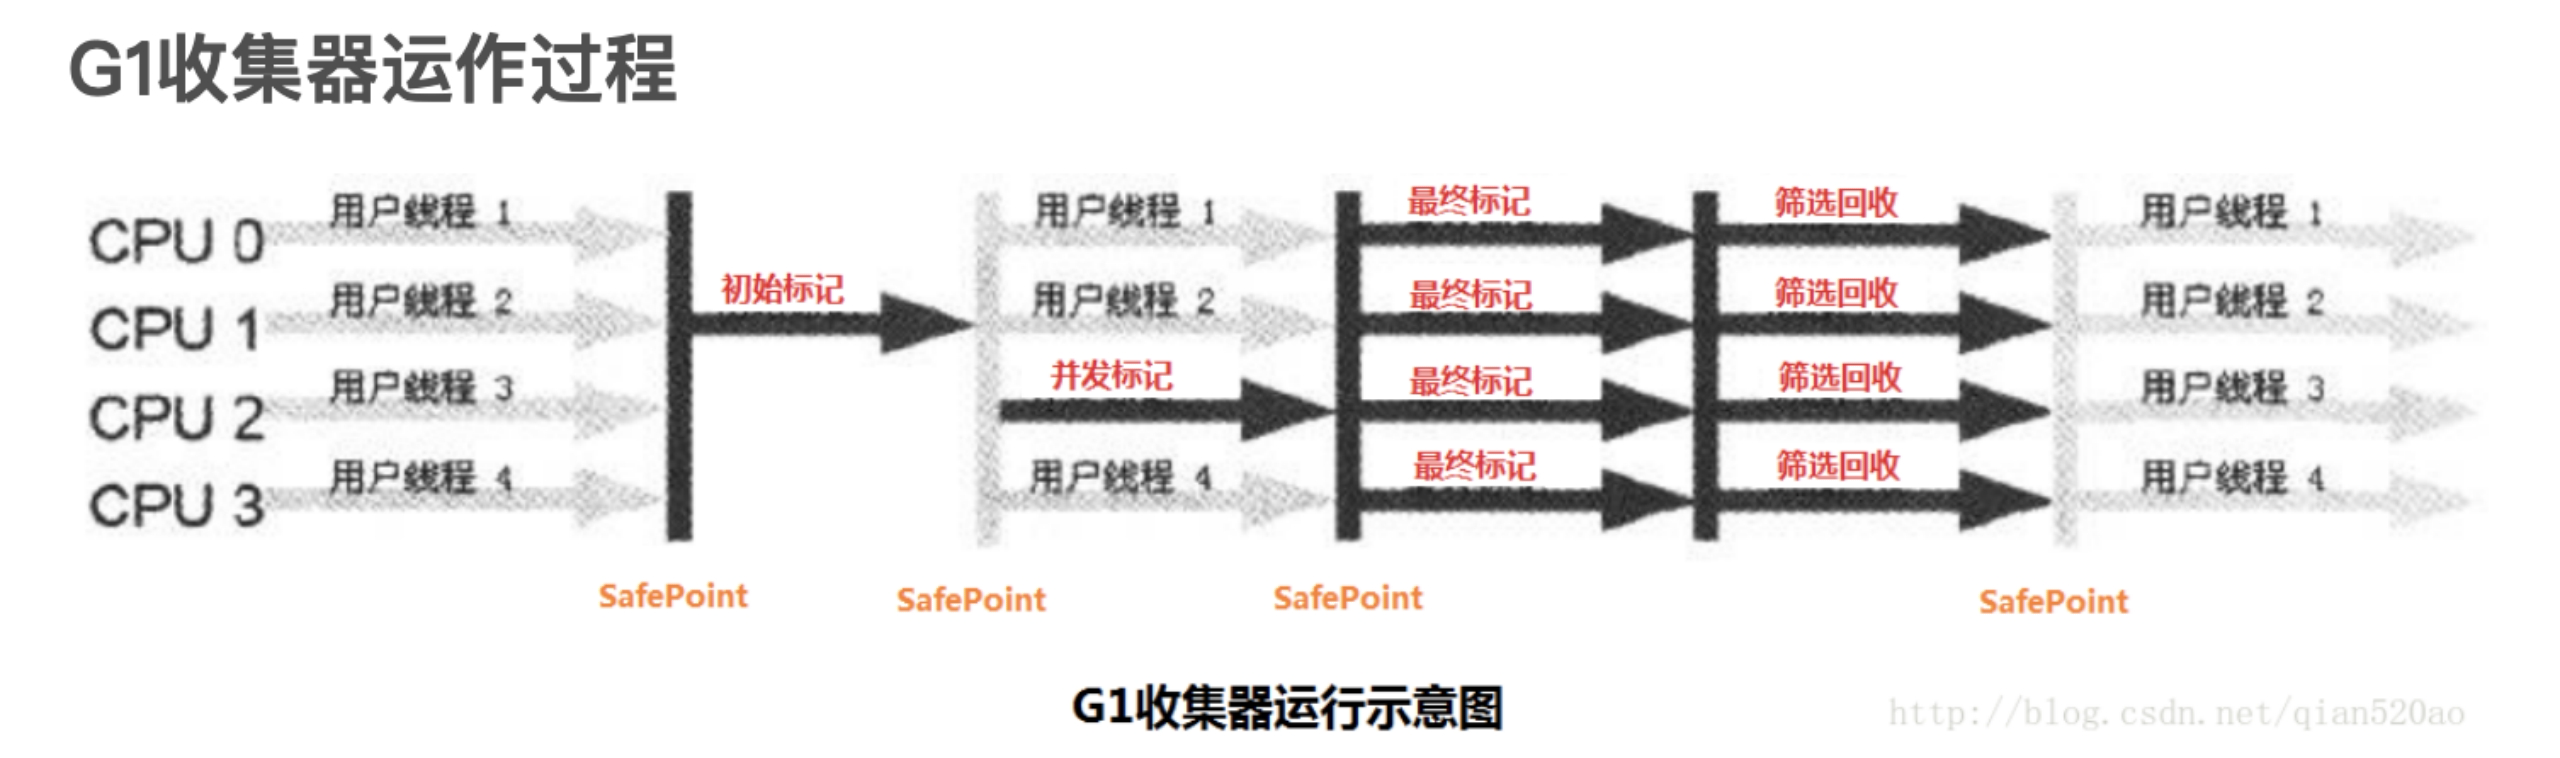 G1收集器运作过程
CPU 0 用户线程 1 用户线程 1 最终标记 筛选回收 用户线程 1
初始标记
CPU 1 用户线程 2 用户线程 2 最终标记 筛选回收 用户线程 2
CPU 2 用户线程 3 并发标记 最终标记 筛选回收 用户线程 3
CPU 3 用户线程 4 用户线程 4 最终标记 筛选回收 用户线程 4
SafePoint SafePoint SafePoint SafePoint
G1收集器运行示意图
http://blog.csdn.net/qian520ao